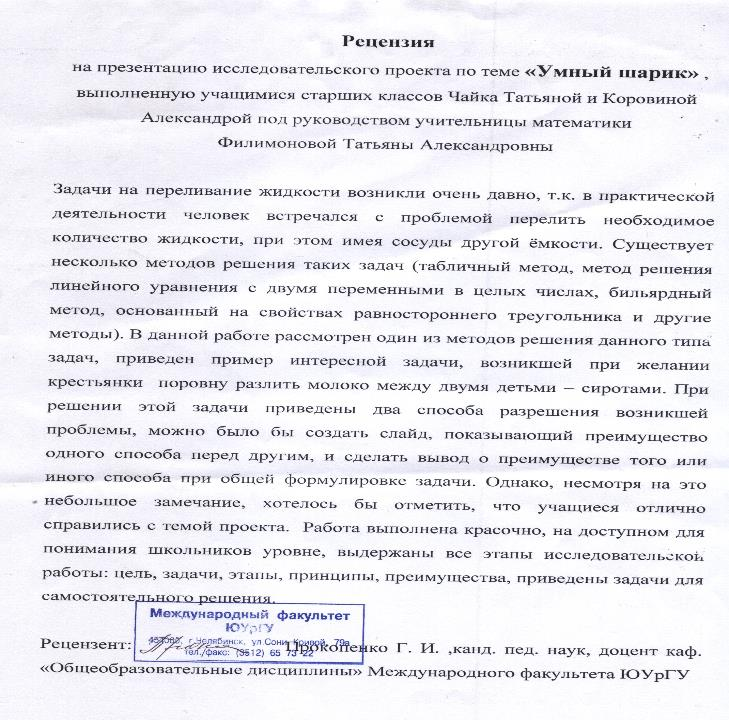 Рецензия
на презентацию исследовательского проекта по теме «Умный шарик» ,
выполненную учащимися старших классов Чайка Татьяной и Коровиной
Александрой под руководством учительницы математики
Филимоновой Татьяны Александровны
Задачи на переливание жидкости возникли очень давно, т.к. в практической
деятельности человек встречался с проблемой перелить необходимое
количество жидкости, при этом имея сосуды другой ёмкости. Существует
несколько методов решения таких задач (табличный метод, метод решения
линейного уравнения с двумя переменными в целых числах, бильярдный
метод, основанный на свойствах равностороннего треугольника и другие
методы). В данной работе рассмотрен один из методов решения данного типа
задач, приведен пример интересной задачи, возникшей при желании
крестьянки поровну разлить молоко между двумя детьми – сиротами. При
решении этой задачи приведены два способа разрешения возникшей
проблемы, можно было бы создать слайд, показывающий преимущество
одного способа перед другим, и сделать вывод о преимуществе того или
иного способа при общей формулировке задачи. Однако, несмотря на это
небольшое замечание, хотелось бы отметить, что учащиеся отлично
справились с темой проекта. Работа выполнена красочно, на доступном для
понимания школьников уровне, выдержаны все этапы исследовательской
работы: цель, задачи, этапы, принципы, преимущества, приведены задачи для
самостоятельного решения.
Международный факультет
ЮУрГУ
г.Челябинск, ул.Сони Кривой, 79а
тел./факс: (3512) 65 73 22
Рецензент: Прокопенко Г. И. ,канд. пед. наук, доцент каф.
«Общеобразовательные дисциплины» Международного факультета ЮУрГУ